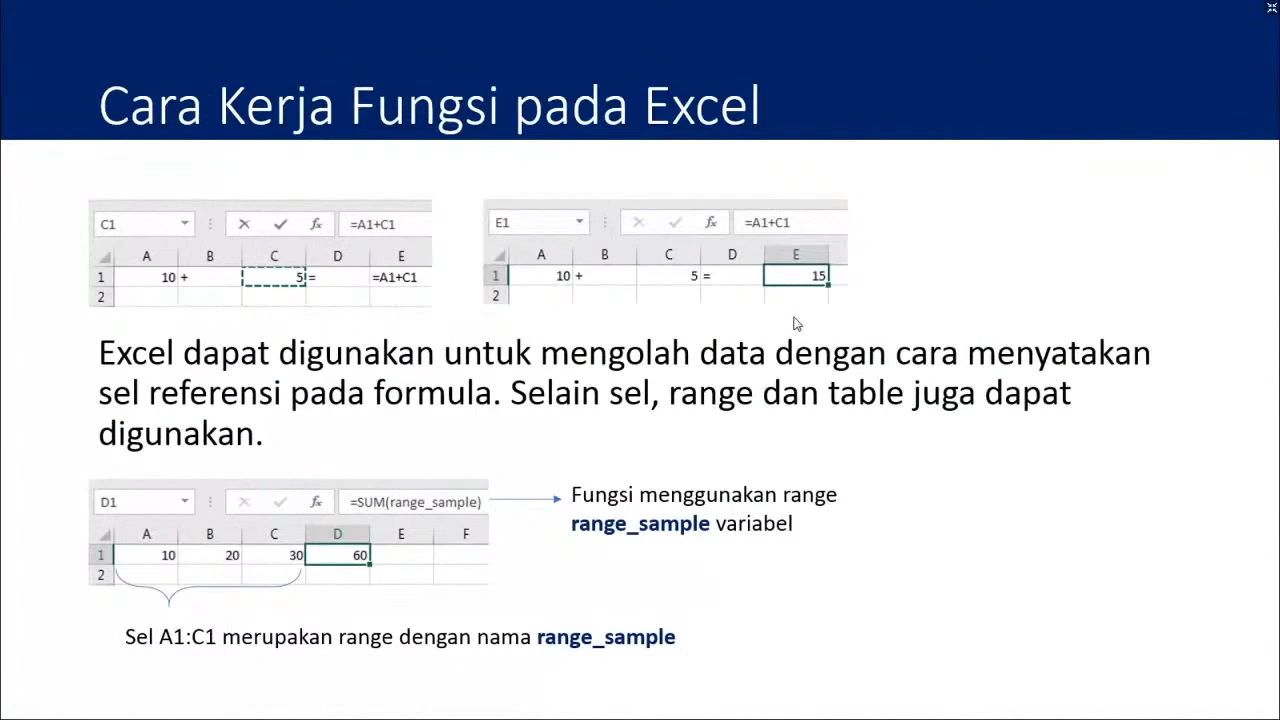 Cara Kerja Fungsi pada Excel
C1 fx =A1+C1
A B C D E
1 10 + 5 = =A1+C1
2
E1 fx =A1+C1
A B C D E
1 10 + 5 = 15
2
Excel dapat digunakan untuk mengolah data dengan cara menyatakan
sel referensi pada formula. Selain sel, range dan table juga dapat
digunakan.
D1 fx =SUM(range_sample)
A B C D E F
1 10 20 30 60
2
Fungsi menggunakan range
range_sample variabel
Sel A1:C1 merupakan range dengan nama range_sample